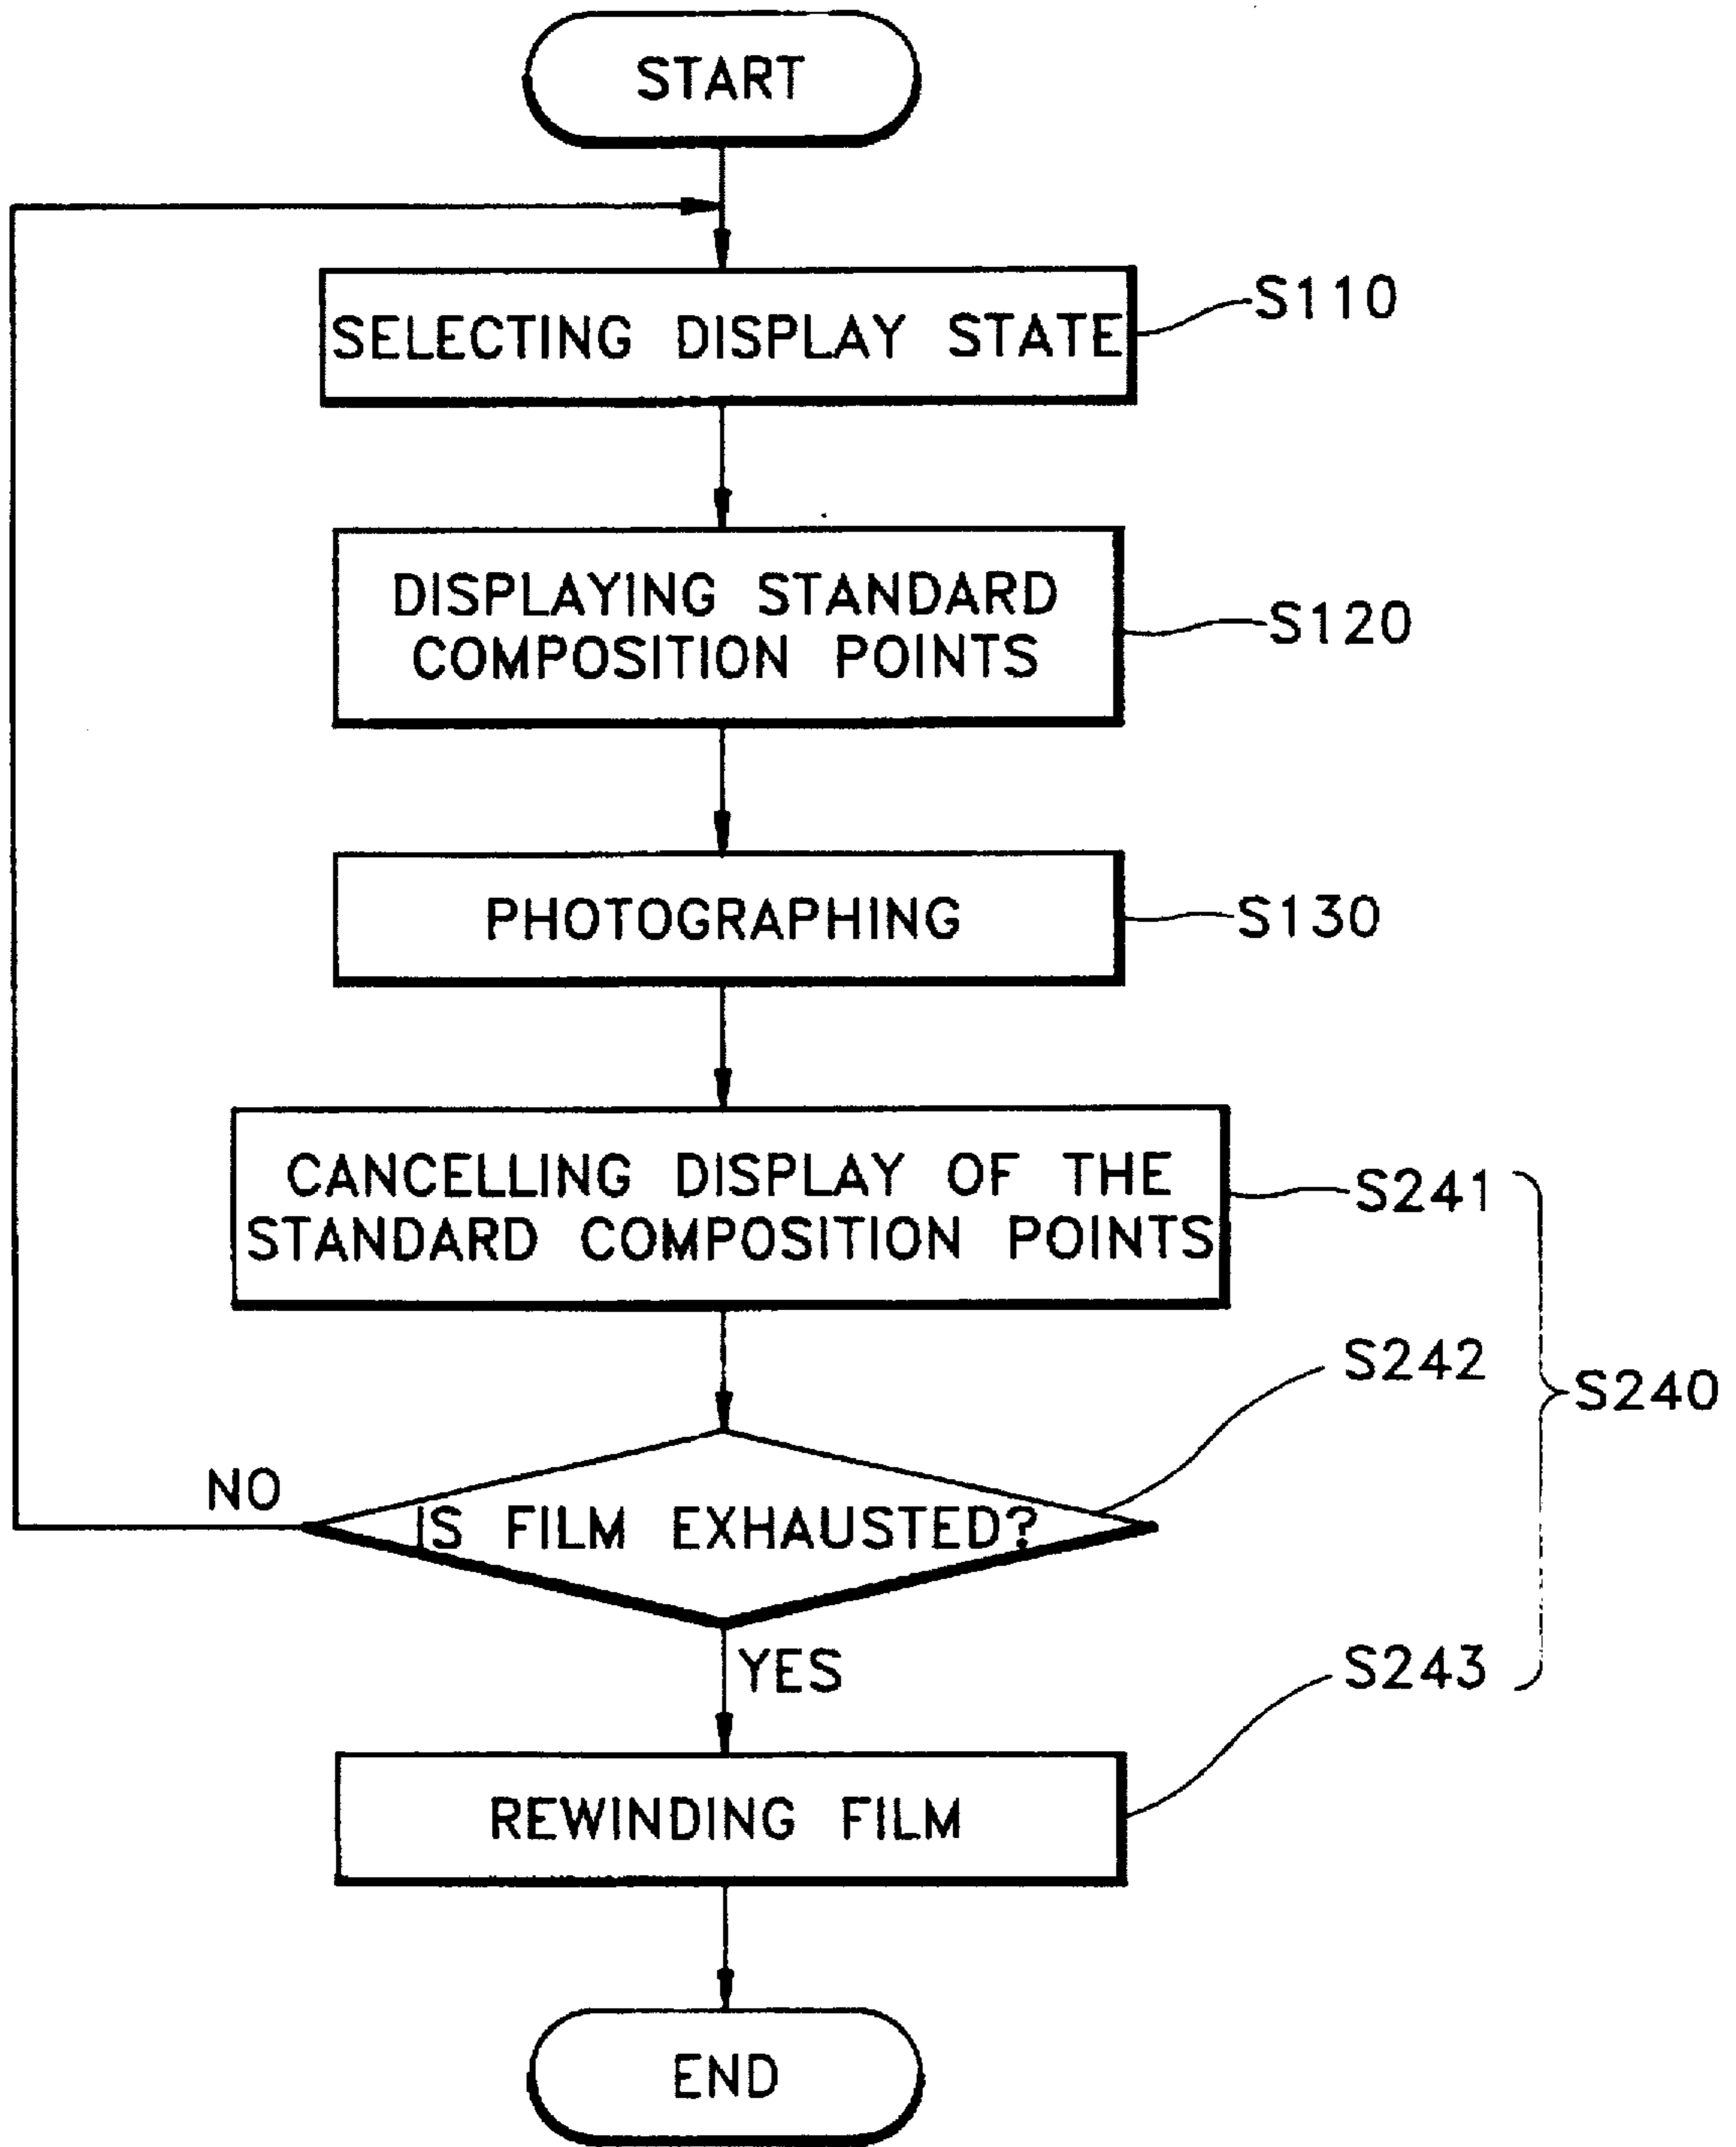 START
SELECTING DISPLAY STATE
S110
DISPLAYING STANDARD
COMPOSITION POINTS
S120
PHOTOGRAPHING
S130
CANCELLING DISPLAY OF THE
STANDARD COMPOSITION POINTS
S241
S242
S240
NO
IS FILM EXHAUSTED?
YES
S243
REWINDING FILM
END